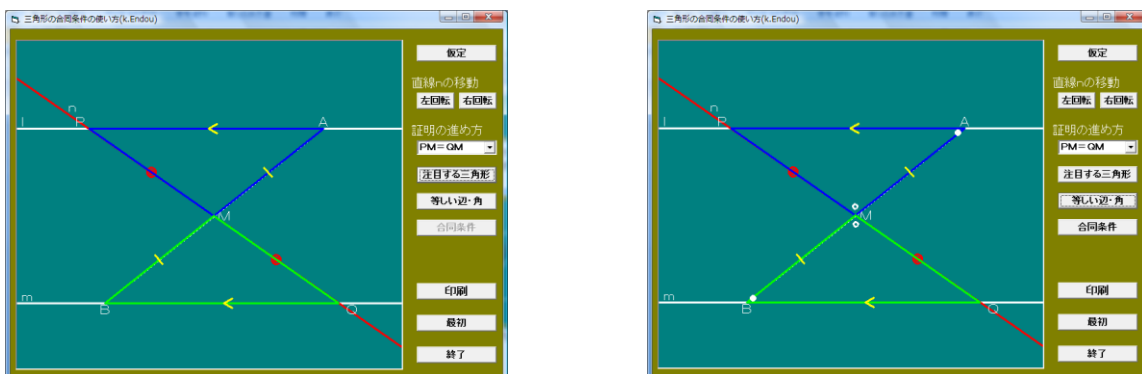 三角形の合同条件の使い方(k.Endou)
仮定
直線nの移動
左回転 右回転
証明の進め方
PM=QM
注目する三角形
等しい辺・角
合同条件
印刷
最初
終了
n
l P A
M
m B Q
三角形の合同条件の使い方(k.Endou)
仮定
直線nの移動
左回転 右回転
証明の進め方
PM=QM
注目する三角形
等しい辺・角
合同条件
印刷
最初
終了
n
l P A
M
m B Q